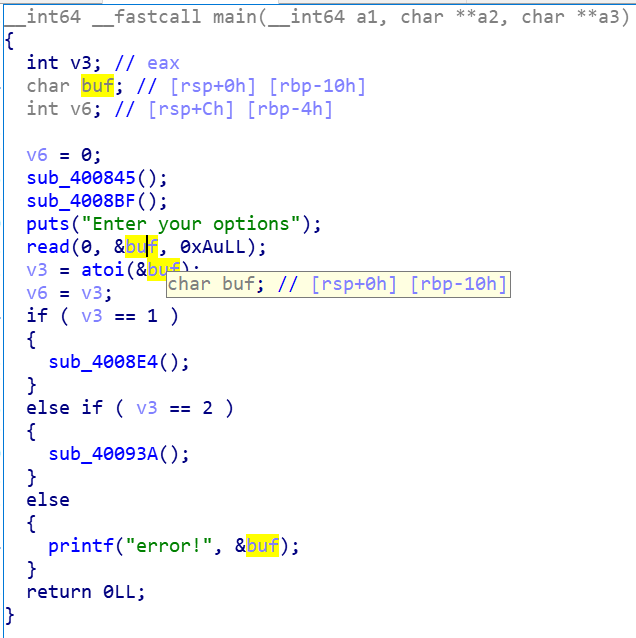 __int64 __fastcall main(__int64 a1, char **a2, char **a3)
{
  int v3; // eax
  char buf; // [rsp+0h] [rbp-10h]
  int v6; // [rsp+Ch] [rbp-4h]

  v6 = 0;
  sub_400845();
  sub_4008BF();
  puts("Enter your options");
  read(0, &buf, 0xAuLL);
  v3 = atoi(&buf);
char buf; // [rsp+0h] [rbp-10h]
  v6 = v3;
  if ( v3 == 1 )
  {
    sub_4008E4();
  }
  else if ( v3 == 2 )
  {
    sub_40093A();
  }
  else
  {
    printf("error!", &buf);
  }
  return 0LL;
}